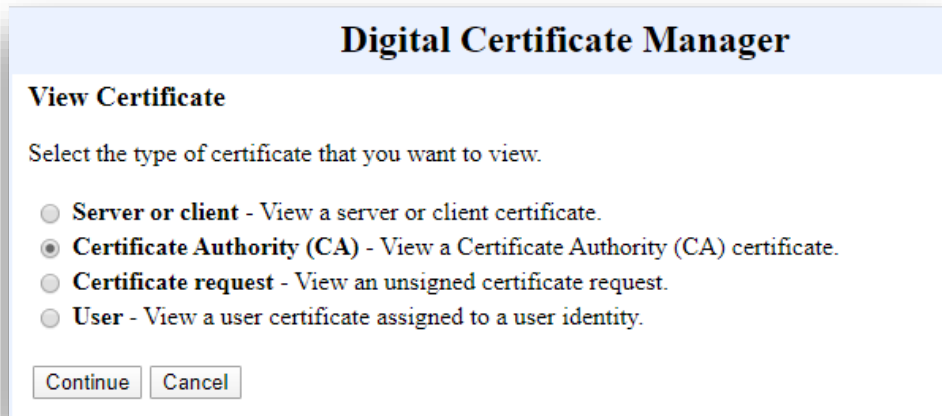 Digital Certificate Manager
View Certificate
Select the type of certificate that you want to view.
Server or client - View a server or client certificate.
Certificate Authority (CA) - View a Certificate Authority (CA) certificate.
Certificate request - View an unsigned certificate request.
User - View a user certificate assigned to a user identity.
Continue Cancel